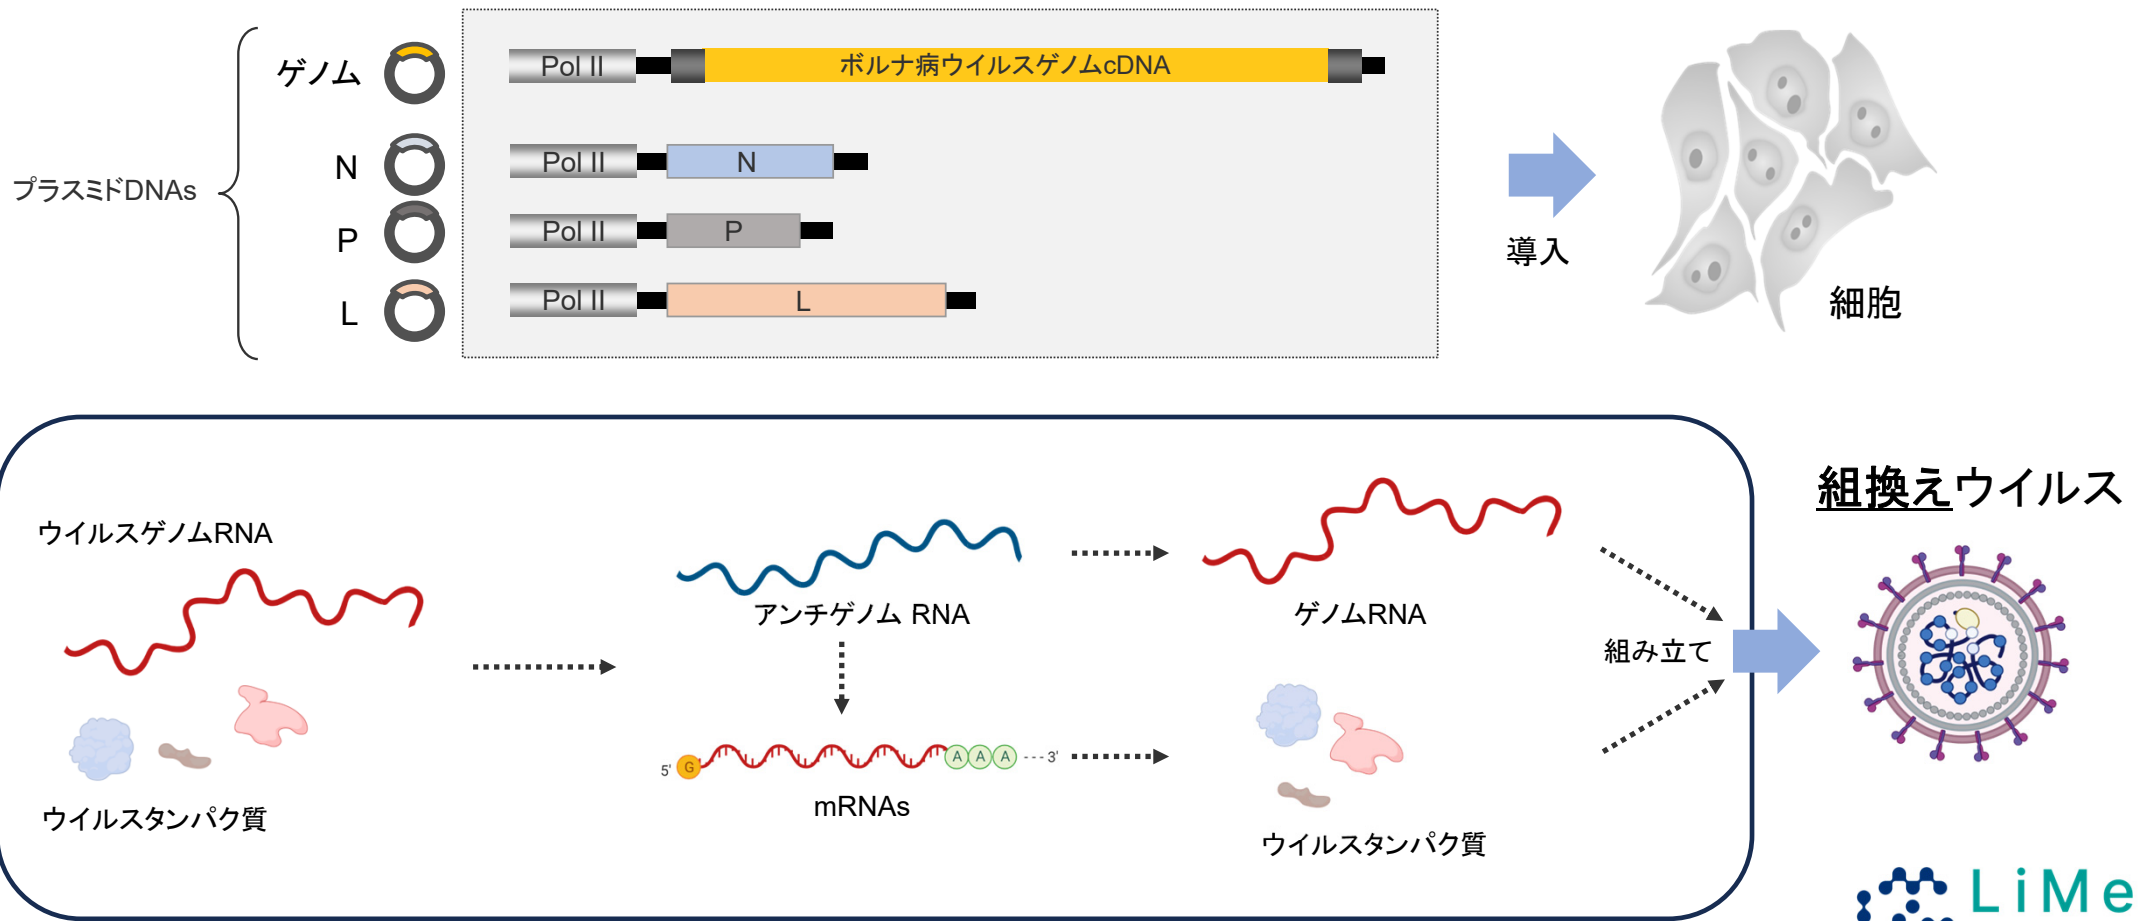 プラスミドDNAs
ゲノム
N
P
L
Pol II
ボルナ病ウイルスゲノムcDNA
Pol II
N
Pol II
P
Pol II
L
導入
細胞
ウイルスゲノムRNA
ウイルスタンパク質
アンチゲノム RNA
5' G A A A ---3'
mRNAs
ゲノムRNA
ウイルスタンパク質
組み立て
組換えウイルス
LiMe